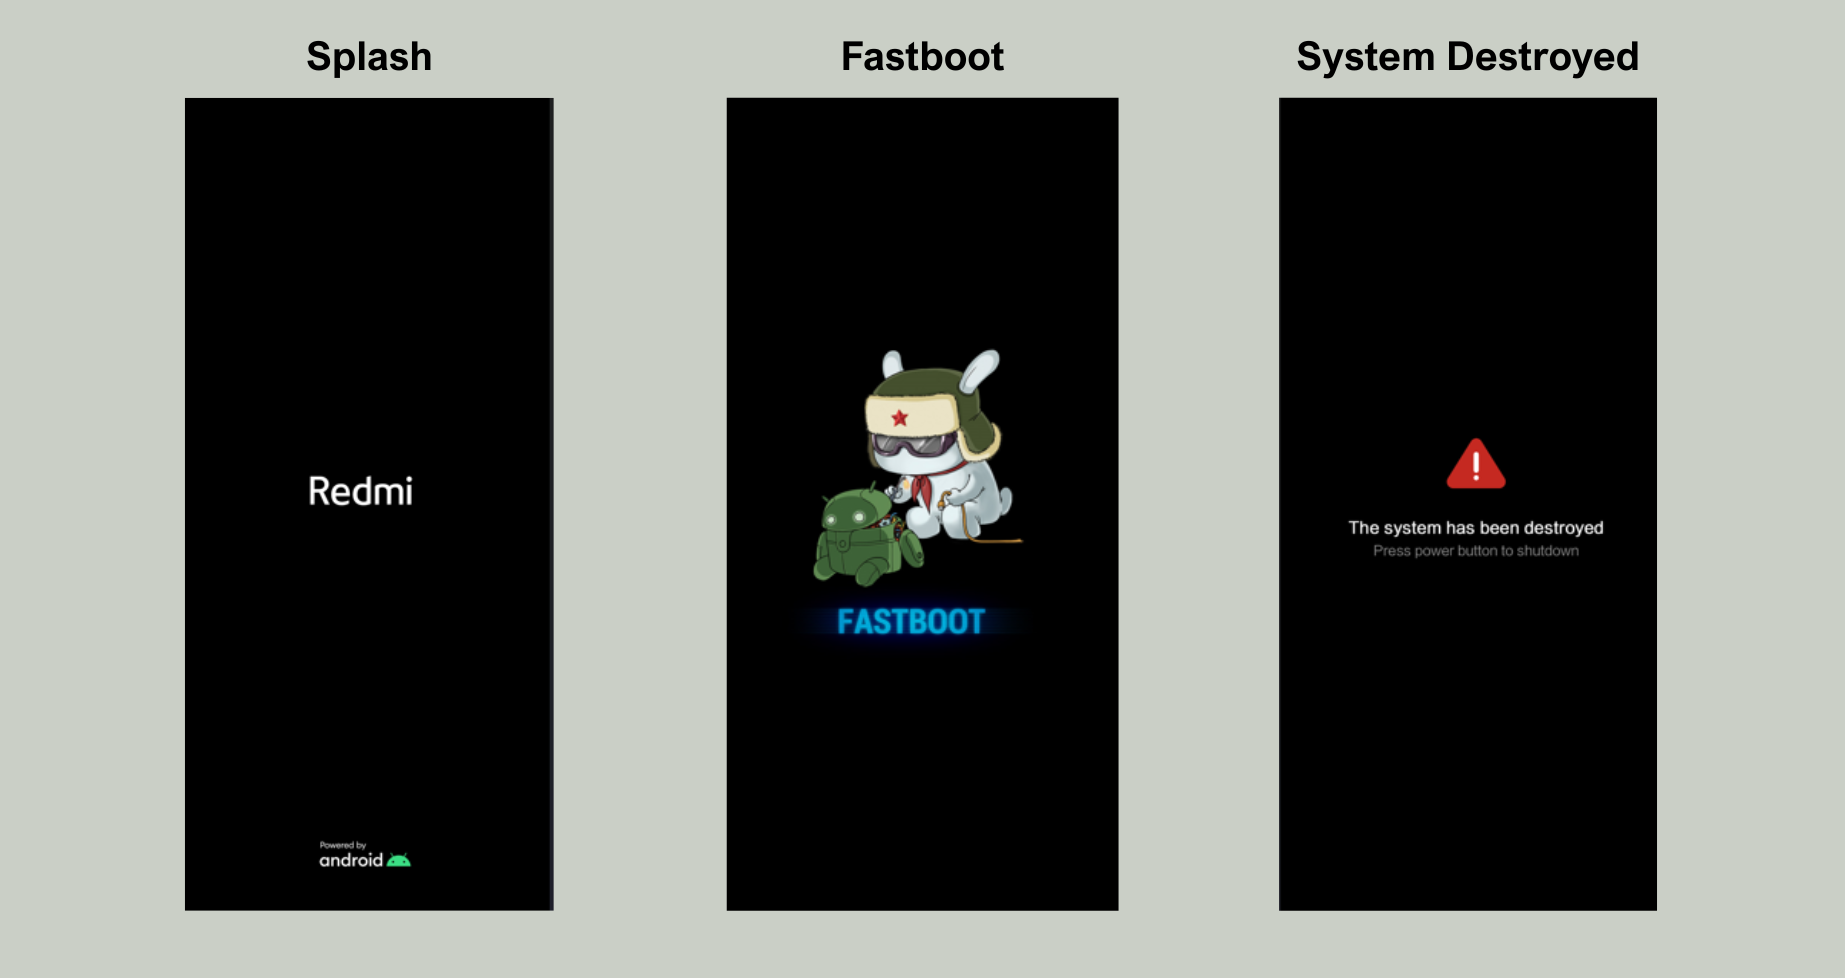 Splash
Fastboot
System Destroyed
Redmi
Powered by
android
FASTBOOT
The system has been destroyed
Press power button to shutdown